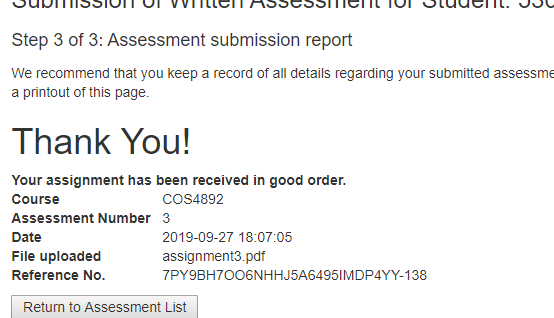 Submission of Written Assessment for Student:
Step 3 of 3: Assessment submission report
We recommend that you keep a record of all details regarding your submitted
a printout of this page.
Thank You!
Your assignment has been received in good order.
Course COS4892
Assessment Number 3
Date 2019-09-27 18:07:05
File uploaded assignment3.pdf
Reference No. 7PY9BH7OO6NHHJ5A6495IMDP4YY-138
Return to Assessment List